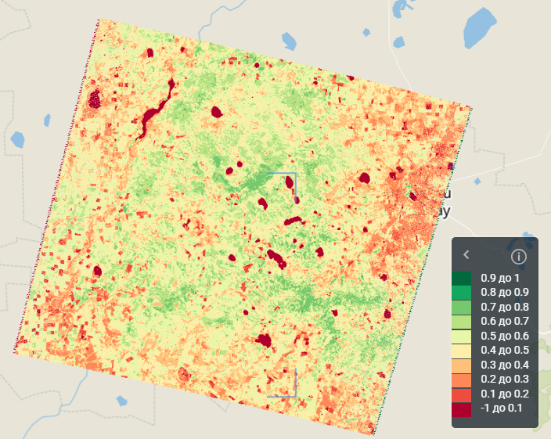 0.9 до 1
0.8 до 0.9
0.7 до 0.8
0.6 до 0.7
0.5 до 0.6
0.4 до 0.5
0.3 до 0.4
0.2 до 0.3
0.1 до 0.2
-1 до 0.1